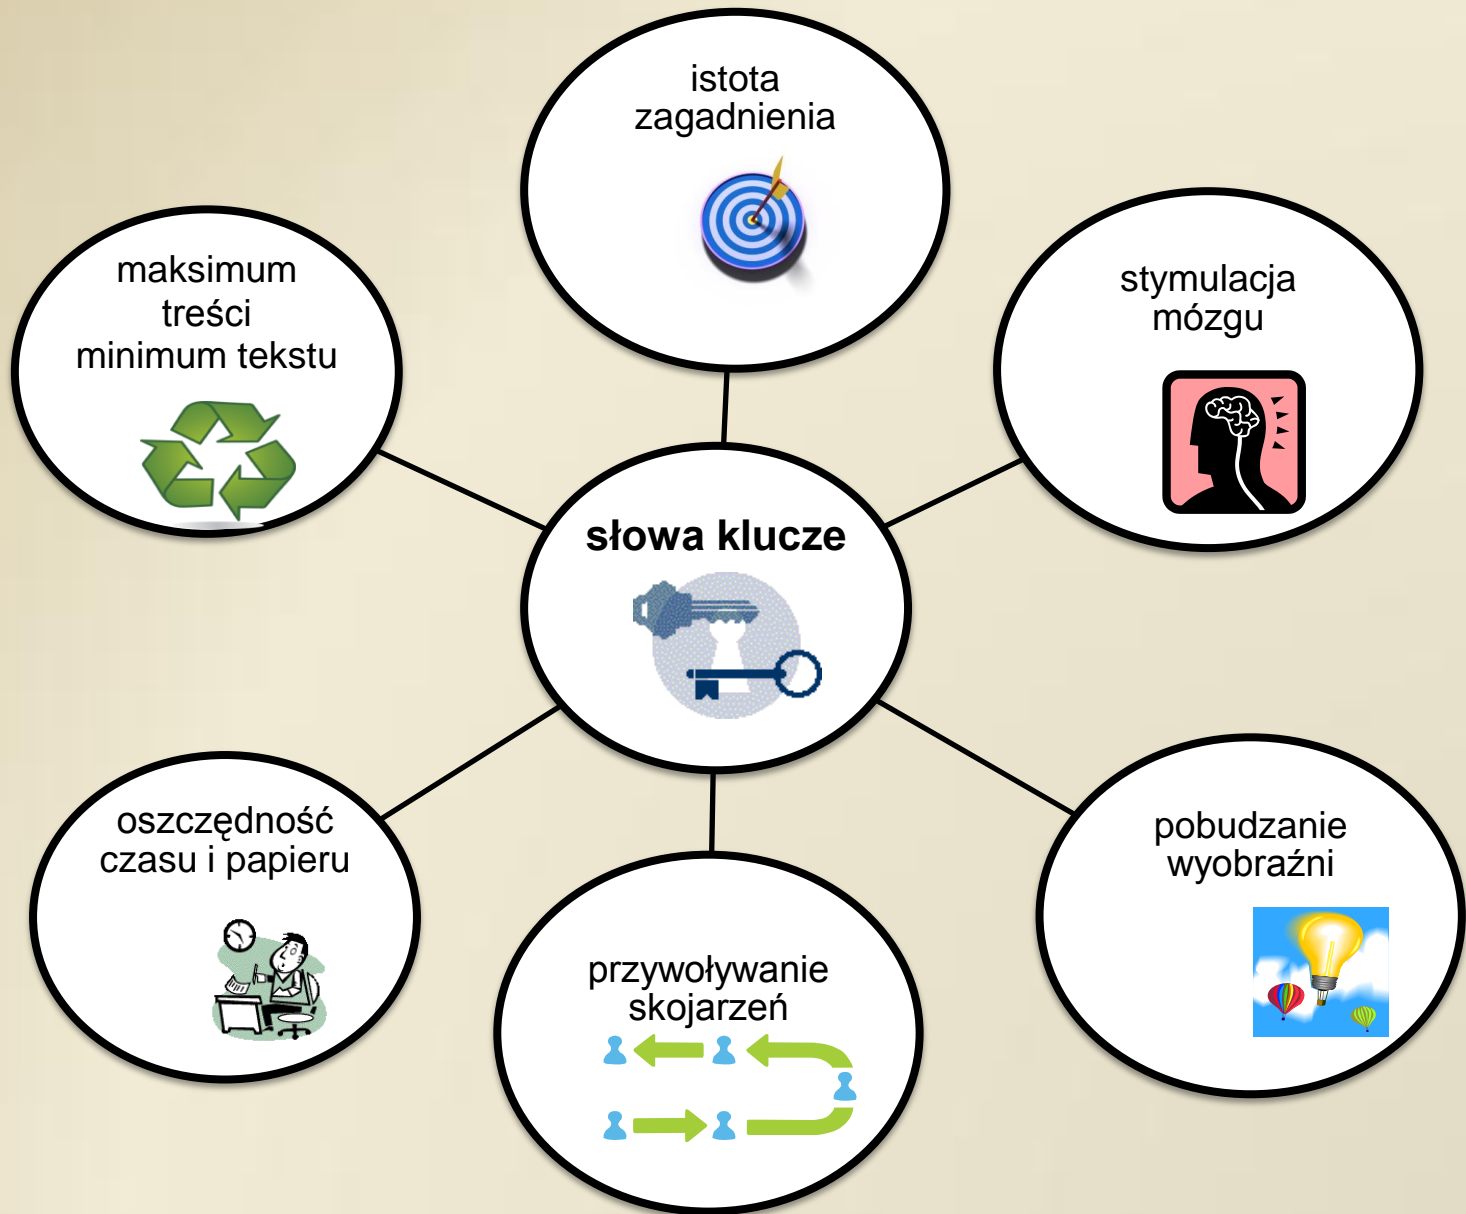 istota
zagadnienia
maksimum
treści
minimum tekstu
stymulacja
mózgu
słowa klucze
oszczędność
czasu i papieru
pobudzanie
wyobraźni
przywoływanie
skojarzeń